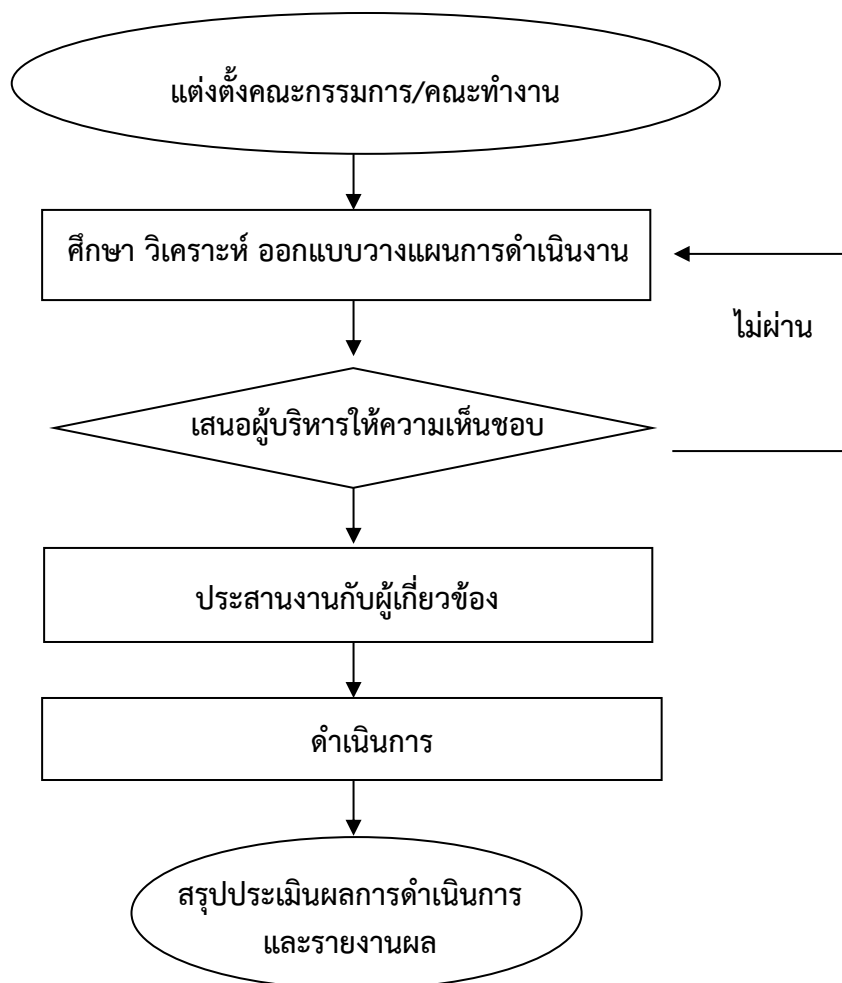 แต่งตั้งคณะกรรมการ/คณะทำงาน
ศึกษา วิเคราะห์ ออกแบบวางแผนการดำเนินงาน
ไม่ผ่าน
เสนอผู้บริหารให้ความเห็นชอบ
ประสานงานกับผู้เกี่ยวข้อง
ดำเนินการ
สรุปประเมินผลการดำเนินการ
และรายงานผล